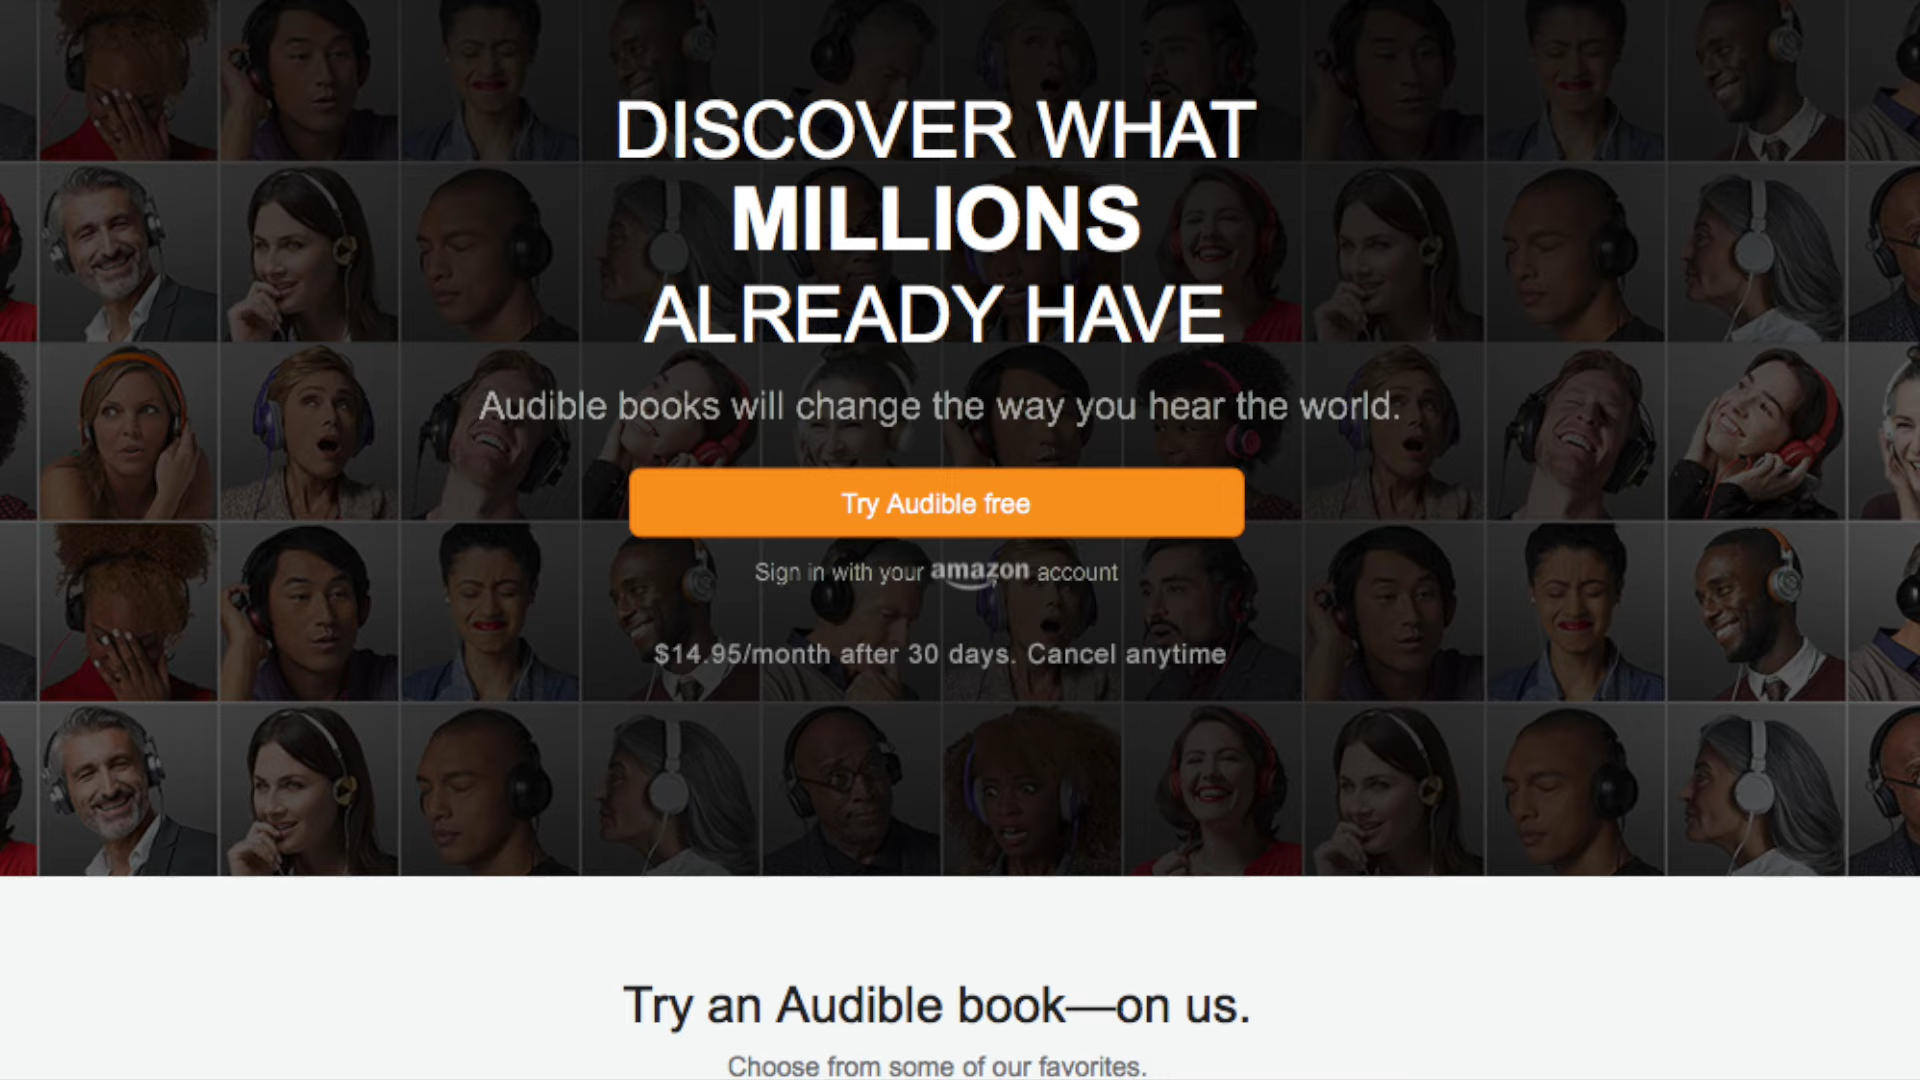 DISCOVER WHAT
MILLIONS
ALREADY HAVE
Audible books will change the way you hear the world.
Try Audible free
Sign in with your amazon account
$14.95/month after 30 days. Cancel anytime
Try an Audible book—on us.
Choose from some of our favorites.